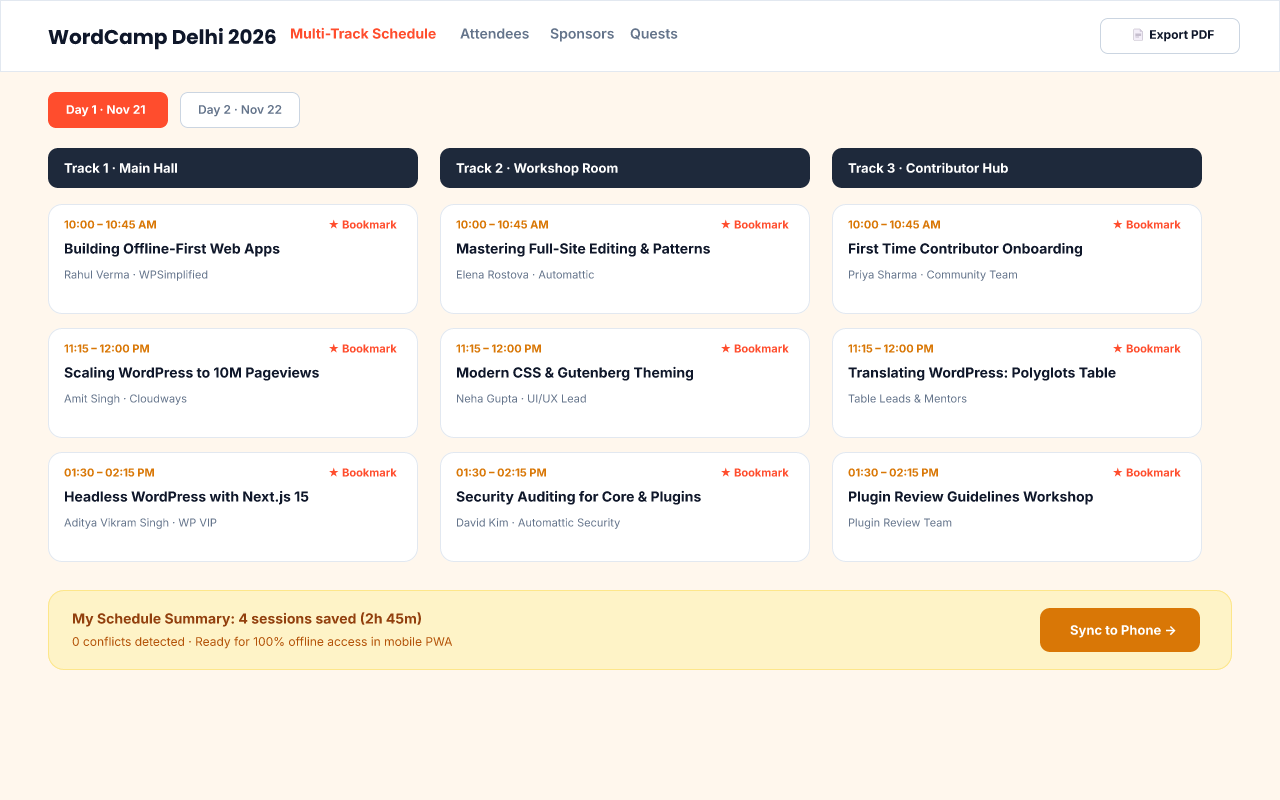 WordCamp Delhi 2026
Multi-Track Schedule
Attendees
Sponsors
Quests
Export PDF
Day 1 · Nov 21
Day 2 · Nov 22
Track 1 · Main Hall
Track 2 · Workshop Room
Track 3 · Contributor Hub
10:00 – 10:45 AM
★ Bookmark
Building Offline-First Web Apps
Rahul Verma · WPSimplified
10:00 – 10:45 AM
★ Bookmark
Mastering Full-Site Editing & Patterns
Elena Rostova · Automattic
10:00 – 10:45 AM
★ Bookmark
First Time Contributor Onboarding
Priya Sharma · Community Team
11:15 – 12:00 PM
★ Bookmark
Scaling WordPress to 10M Pageviews
Amit Singh · Cloudways
11:15 – 12:00 PM
★ Bookmark
Modern CSS & Gutenberg Theming
Neha Gupta · UI/UX Lead
11:15 – 12:00 PM
★ Bookmark
Translating WordPress: Polyglots Table
Table Leads & Mentors
01:30 – 02:15 PM
★ Bookmark
Headless WordPress with Next.js 15
Aditya Vikram Singh · WP VIP
01:30 – 02:15 PM
★ Bookmark
Security Auditing for Core & Plugins
David Kim · Automattic Security
01:30 – 02:15 PM
★ Bookmark
Plugin Review Guidelines Workshop
Plugin Review Team
My Schedule Summary: 4 sessions saved (2h 45m)
0 conflicts detected · Ready for 100% offline access in mobile PWA
Sync to Phone →